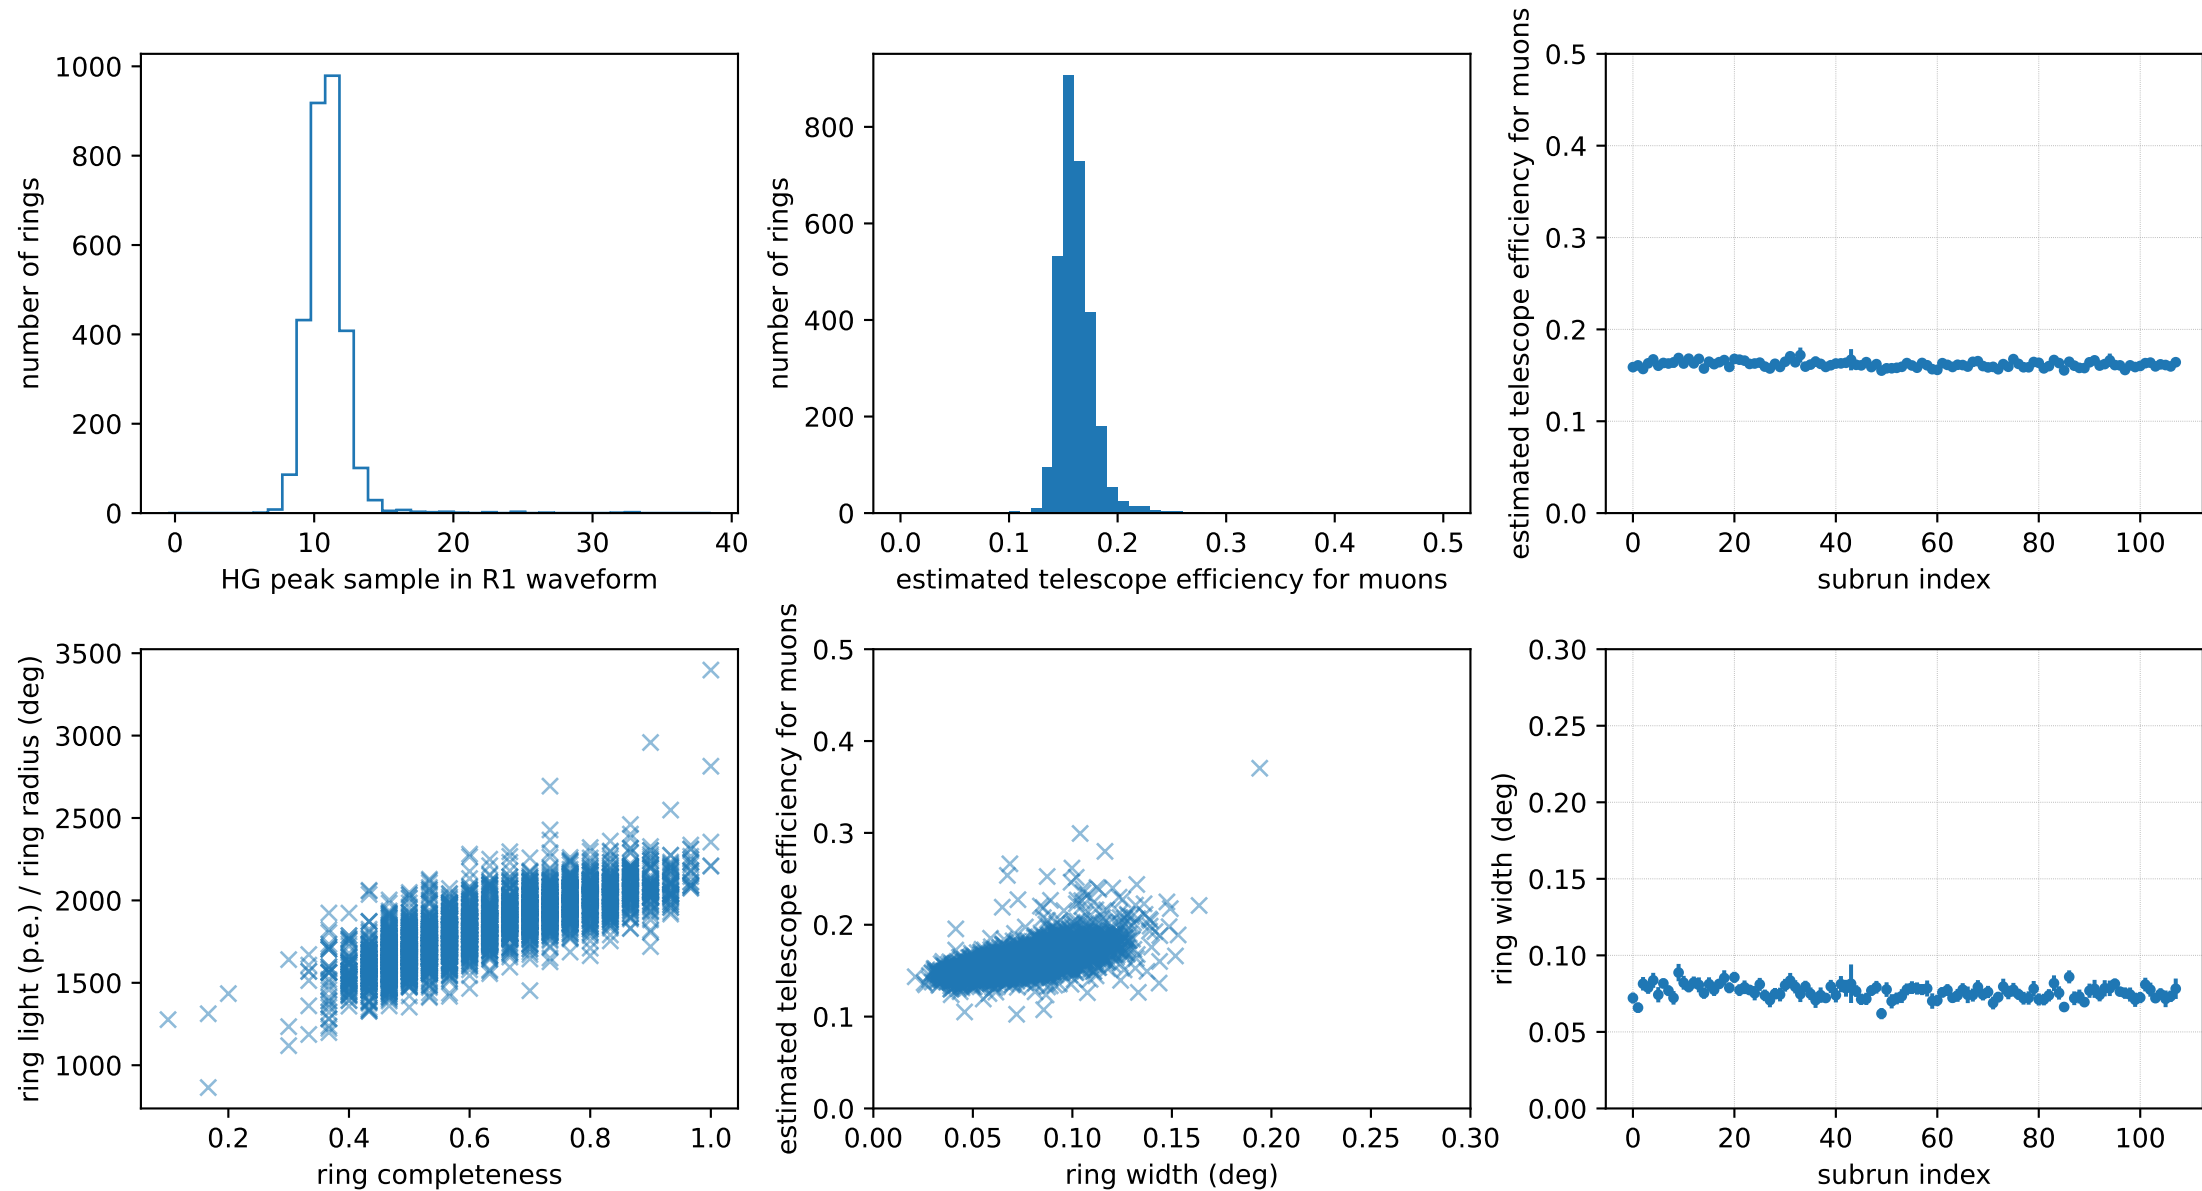 1000
800
600
400
200
0
number of rings
0 10 20 30 40
HG peak sample in R1 waveform
800
600
400
200
0
number of rings
0.0 0.1 0.2 0.3 0.4 0.5
estimated telescope efficiency for muons
0.5
0.4
0.3
0.2
0.1
0.0
estimated telescope efficiency for muons
0 20 40 60 80 100
subrun index
3500
3000
2500
2000
1500
1000
ring light (p.e.) / ring radius (deg)
0.2 0.4 0.6 0.8 1.0
ring completeness
0.5
0.4
0.3
0.2
0.1
0.0
estimated telescope efficiency for muons
0.00 0.05 0.10 0.15 0.20 0.25 0.30
ring width (deg)
0.30
0.25
0.20
0.15
0.10
0.05
0.00
ring width (deg)
0 20 40 60 80 100
subrun index